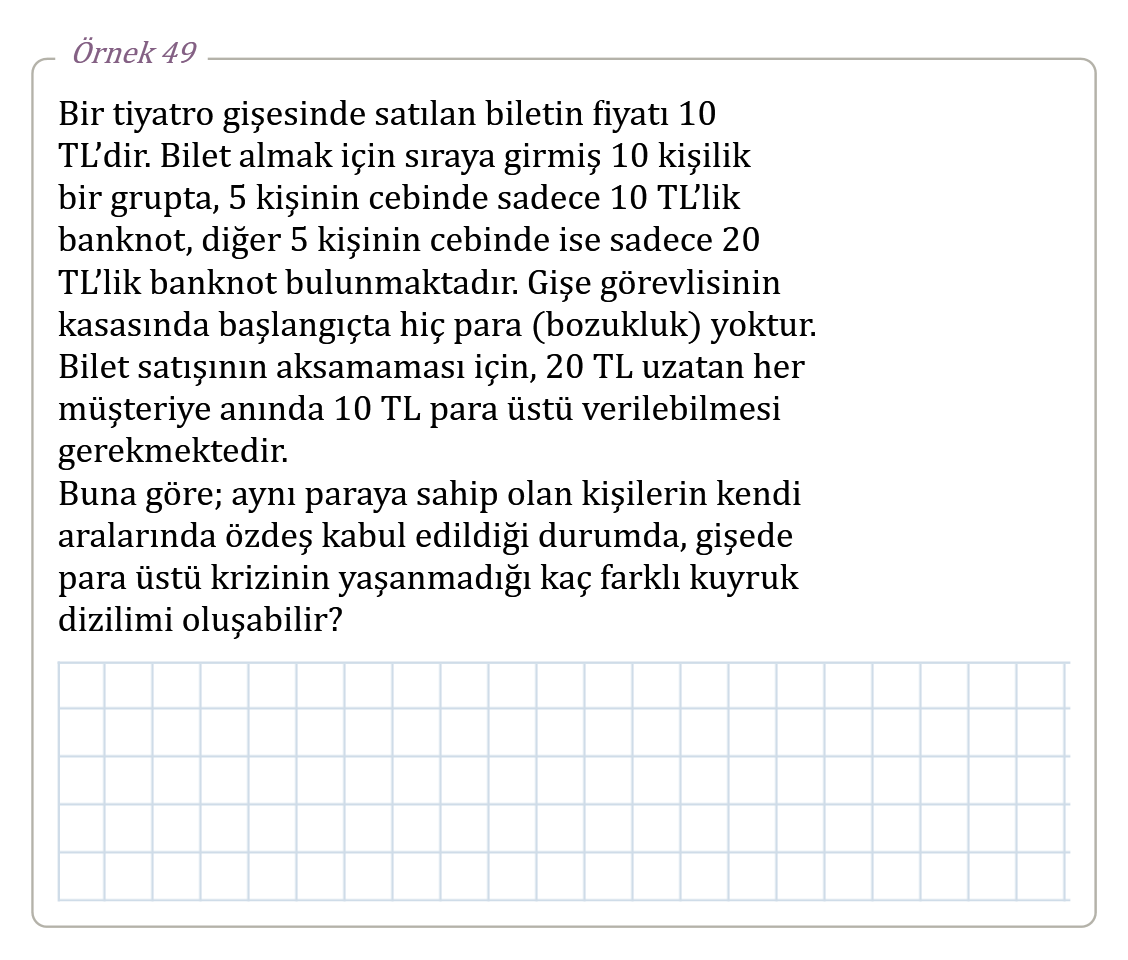 Örnek 49
Bir tiyatro gişesinde satılan biletin fiyatı 10
TL’dir. Bilet almak için sıraya girmiş 10 kişilik
bir grupta, 5 kişinin cebinde sadece 10 TL’lik
banknot, diğer 5 kişinin cebinde ise sadece 20
TL’lik banknot bulunmaktadır. Gişe görevlisinin
kasasında başlangıçta hiç para (bozukluk) yoktur.
Bilet satışının aksamaması için, 20 TL uzatan her
müşteriye anında 10 TL para üstü verilebilmesi
gerekmektedir.
Buna göre; aynı paraya sahip olan kişilerin kendi
aralarında özdeş kabul edildiği durumda, gişede
para üstü krizinin yaşanmadığı kaç farklı kuyruk
dizilimi oluşabilir?